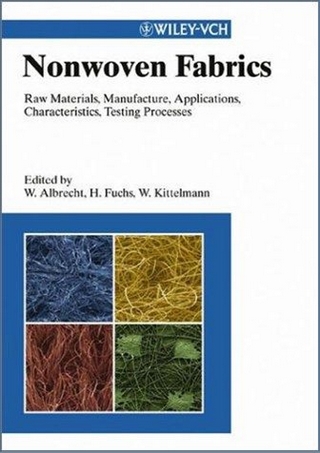 WILEY-VCH
Nonwoven Fabrics
Raw Materials, Manufacture, Applications,
Characteristics, Testing Processes
Edited by
W. Albrecht, H. Fuchs, W. Kittelmann